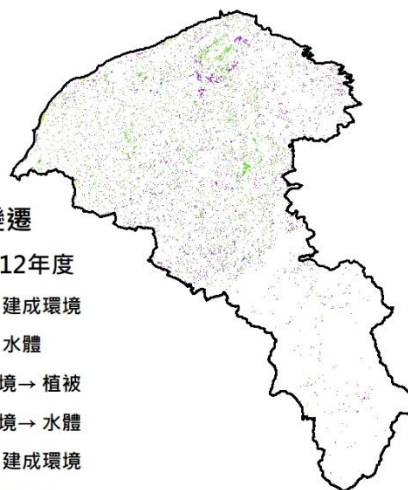 遷
12年度
建成環境
水體
境→ 植被
境→ 水體
建成環境